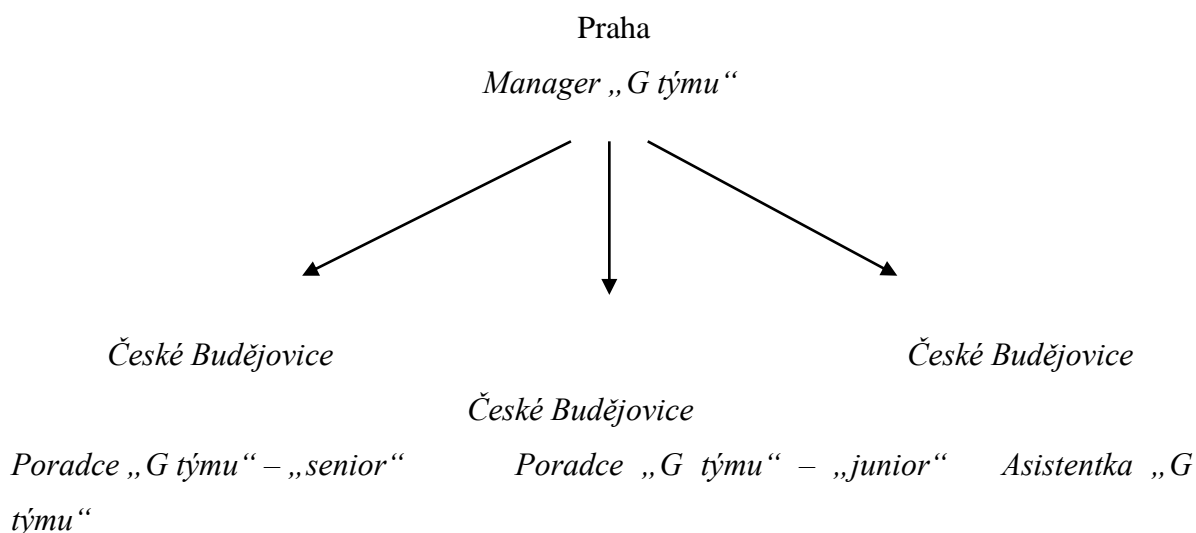 Praha
Manager „G týmu“
České Budějovice České Budějovice
České Budějovice
Poradce „G týmu“ – „senior“ Poradce „G týmu“ – „junior“ Asistentka „G
týmu“